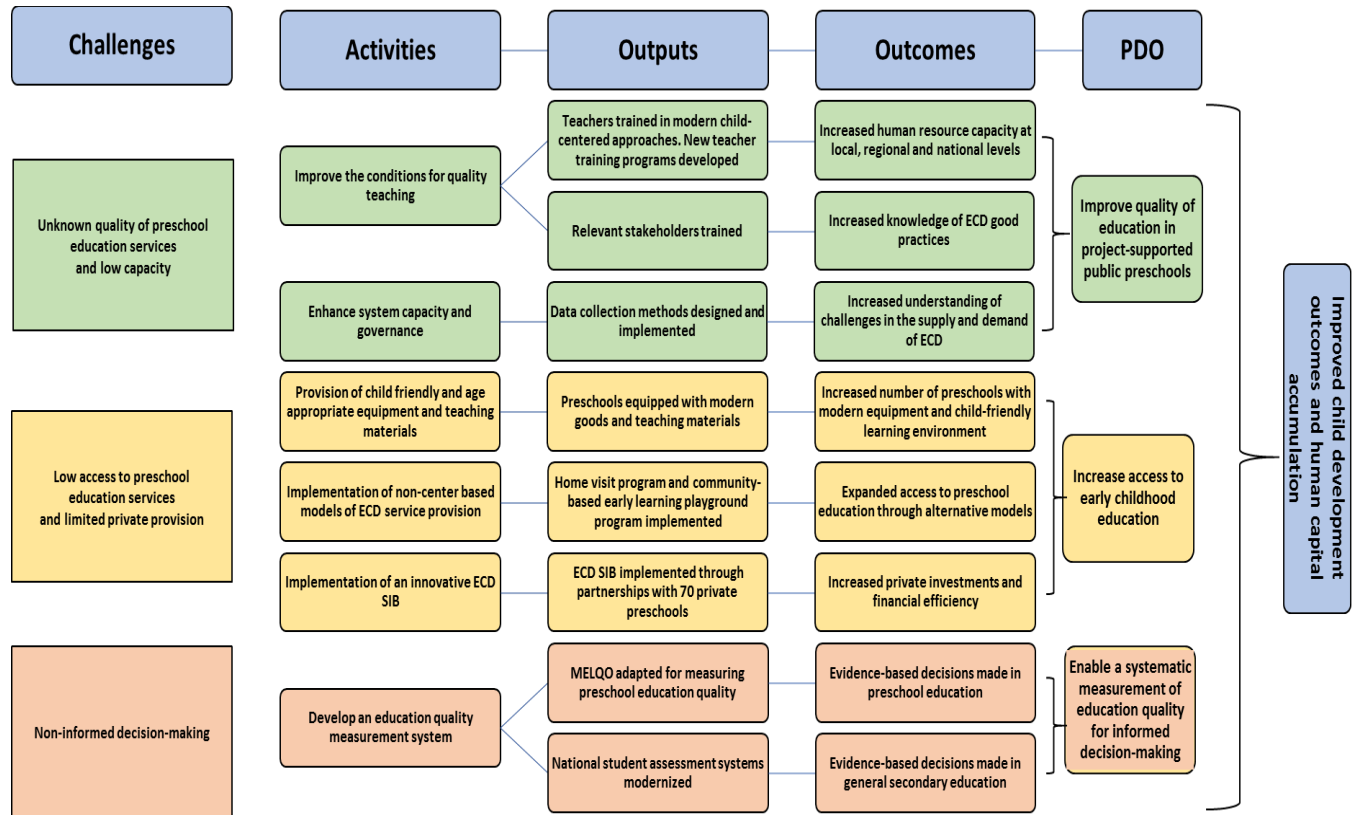 Challenges
Activities
Outputs
Outcomes
PDO
Unknown quality of preschool
education services
and low capacity
Improve the conditions for quality
teaching
Teachers trained in modern child-
centered approaches. New teacher
training programs developed
Increased human resource capacity at
local, regional and national levels
Relevant stakeholders trained
Increased knowledge of ECD good
practices
Enhance system capacity and
governance
Data collection methods designed and
implemented
Increased understanding of
challenges in the supply and demand
of ECD
Improve quality of
education in
project-supported
public preschools
Low access to preschool
education services
and limited private provision
Provision of child friendly and age
appropriate equipment and teaching
materials
Preschools equipped with modern
goods and teaching materials
Increased number of preschools with
modern equipment and child-friendly
learning environment
Implementation of non-center based
models of ECD service provision
Home visit program and community-
based early learning playground
program implemented
Expanded access to preschool
education through alternative models
Implementation of an innovative ECD
SIB
ECD SIB implemented through
partnerships with 70 private
preschools
Increased private investments and
financial efficiency
Increase access to
early childhood
education
Non-informed decision-making
Develop an education quality
measurement system
MELQO adapted for measuring
preschool education quality
Evidence-based decisions made in
preschool education
National student assessment systems
modernized
Evidence-based decisions made in
general secondary education
Enable a systematic
measurement of
education quality
for informed
decision-making
Improved child development
outcomes and human capital
accumulation